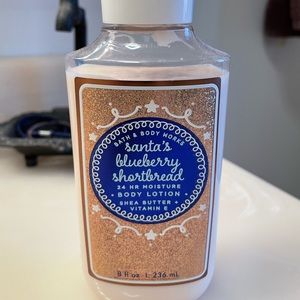 BATH & BODY WORKS
santa's
blueberry
shortbread
24 HR MOISTURE
• BODY LOTION •
SHEA BUTTER +
VITAMIN E
8 fl oz | 236 mL